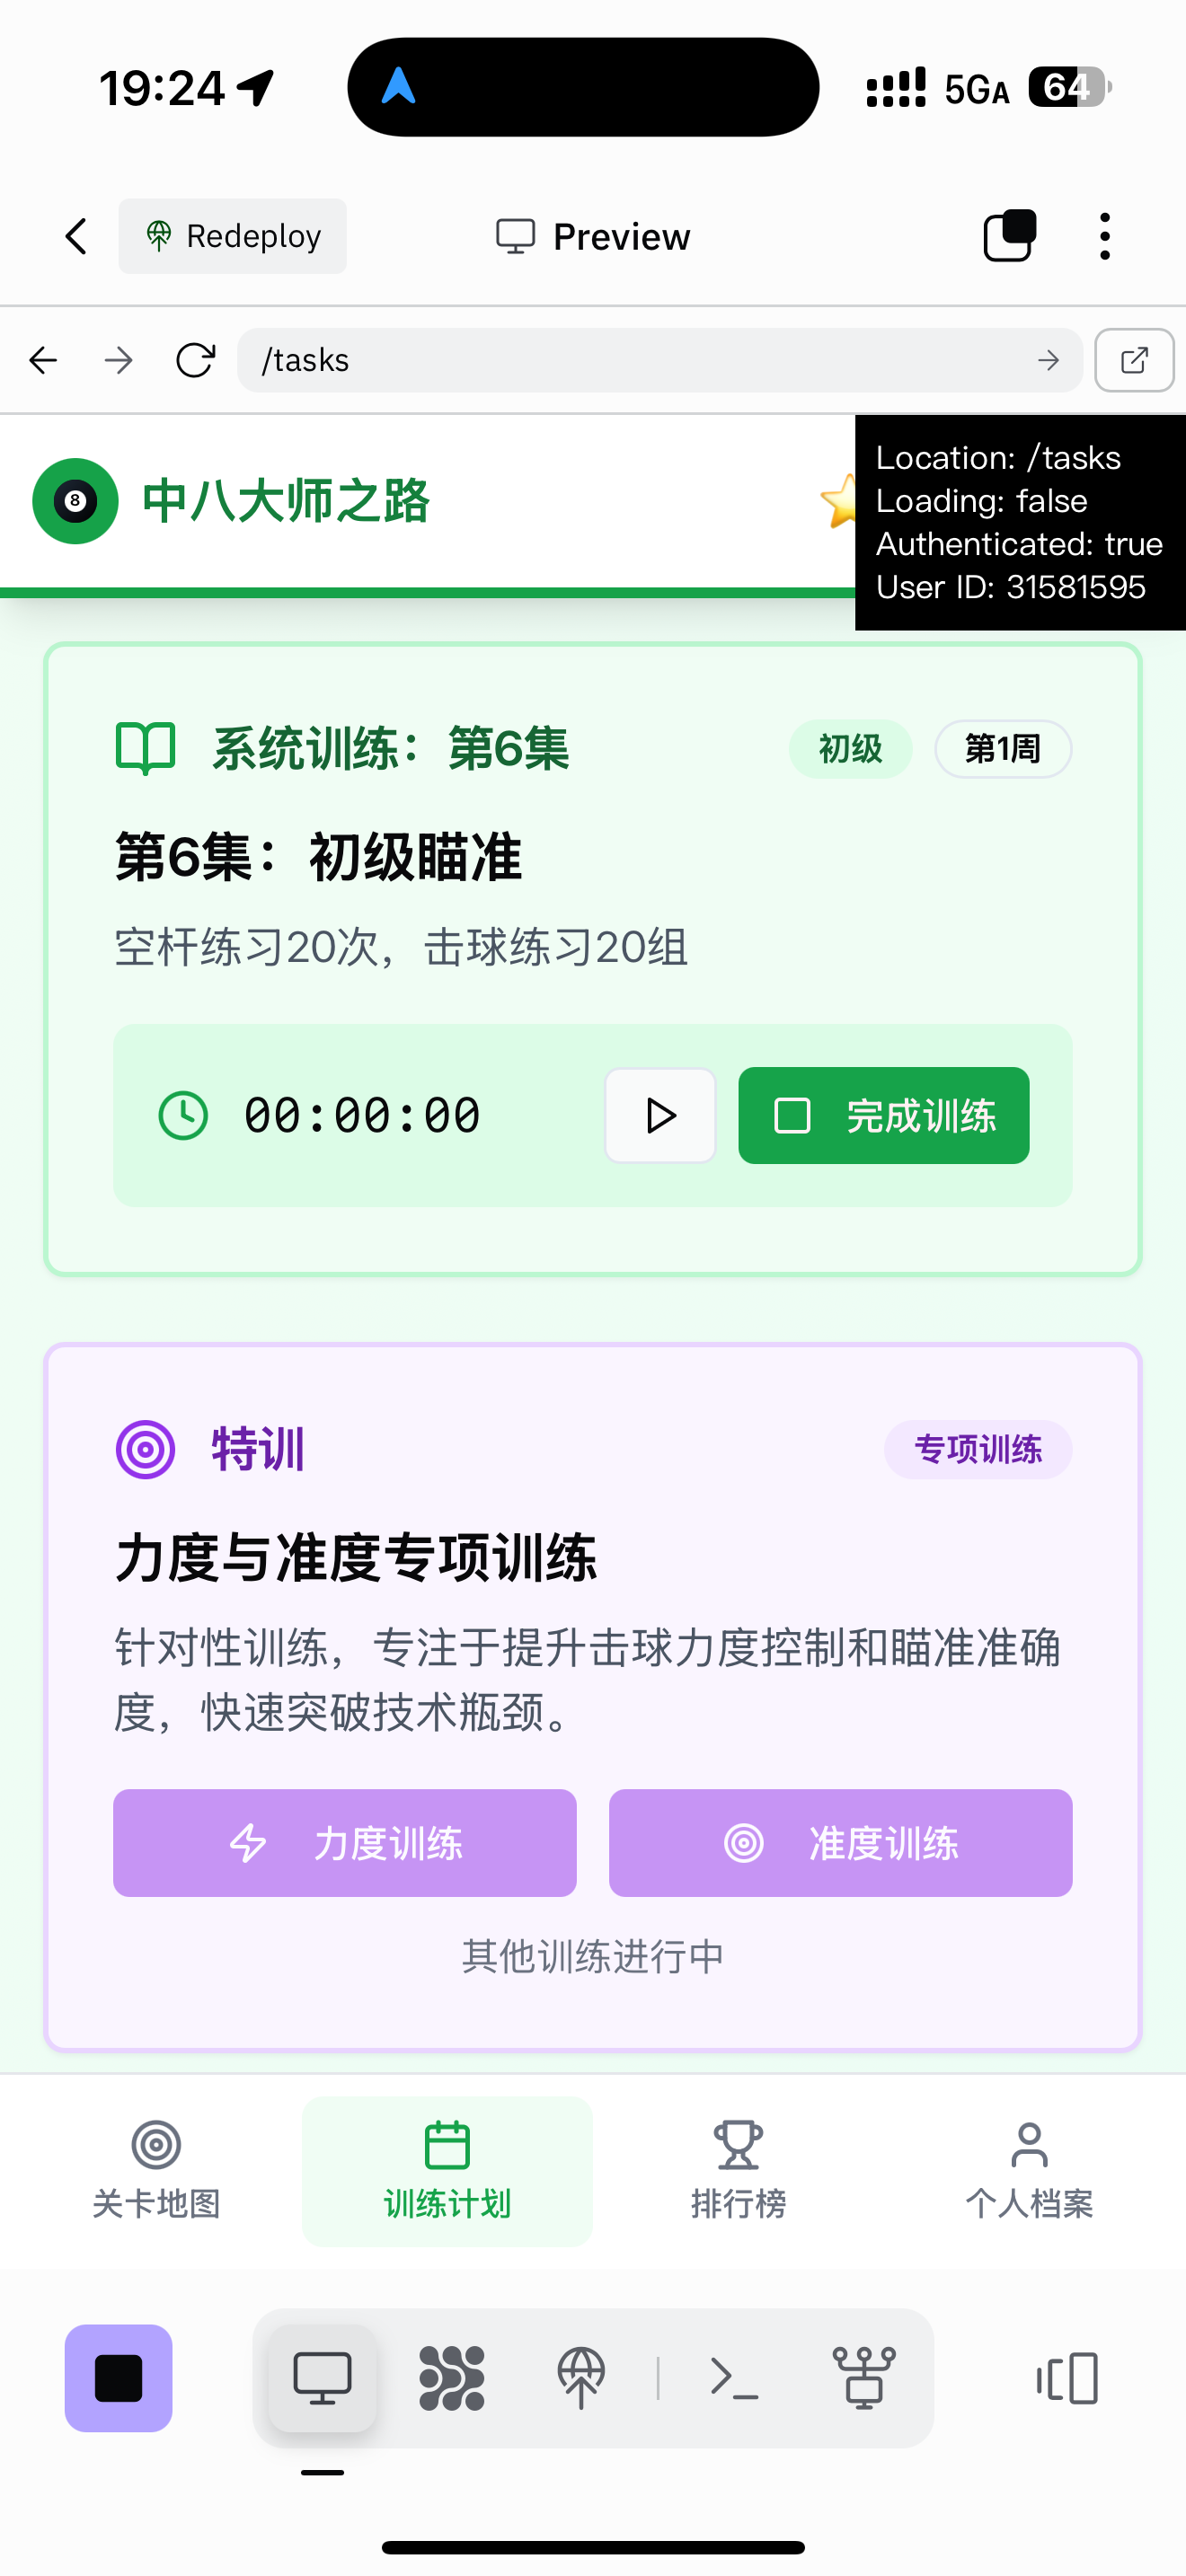 19:24
5GA
64
Redeploy
Preview
/tasks
8
中八大师之路
Location: /tasks
Loading: false
Authenticated: true
User ID: 31581595
系统训练：第6集
初级
第1周
第6集：初级瞄准
空杆练习20次，击球练习20组
00:00:00
完成训练
特训
专项训练
力度与准度专项训练
针对性训练，专注于提升击球力度控制和瞄准准确
度，快速突破技术瓶颈。
力度训练
准度训练
其他训练进行中
关卡地图
训练计划
排行榜
个人档案